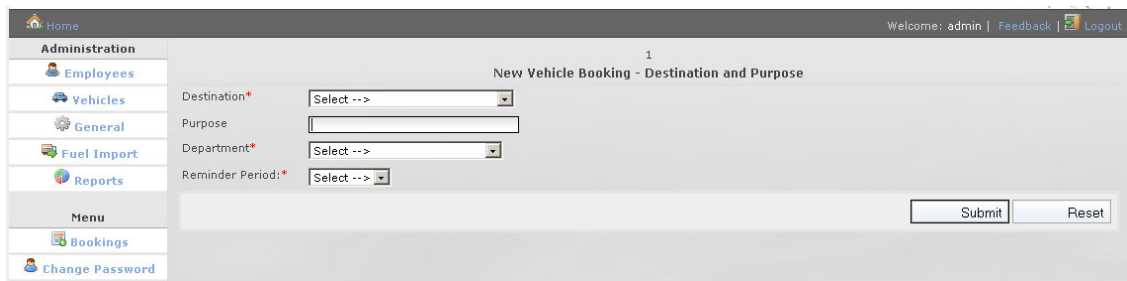 Home
Welcome: admin | Feedback | Logout
Administration
Employees
Vehicles
General
Fuel Import
Reports
Menu
Bookings
Change Password
1
New Vehicle Booking - Destination and Purpose
Destination* Select -->
Purpose
Department* Select -->
Reminder Period:* Select -->
Submit Reset